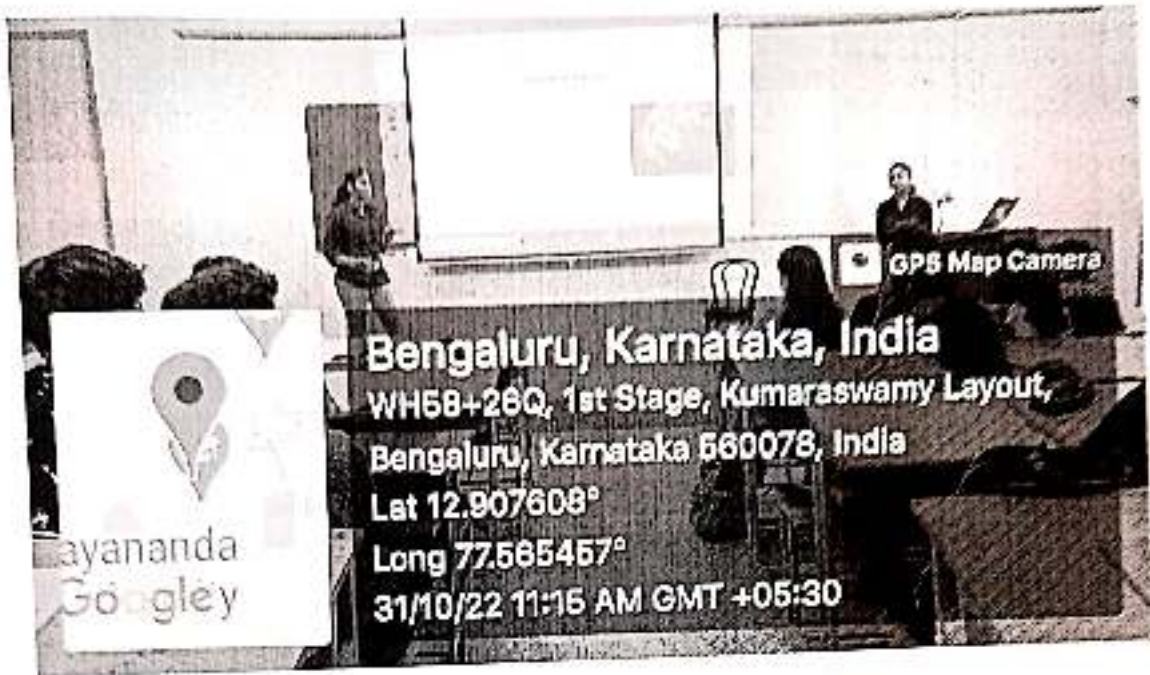 GPS Map Camera
Bengaluru, Karnataka, India
WH58+26Q, 1st Stage, Kumaraswamy Layout,
Bengaluru, Karnataka 560078, India
Lat 12.907608°
Long 77.565457°
31/10/22 11:15 AM GMT +05:30
ayananda